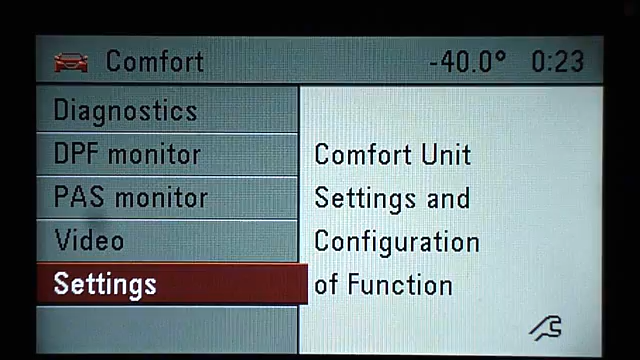 Comfort -40.0° 0:23
Diagnostics
DPF monitor
PAS monitor
Video
Settings
Comfort Unit
Settings and
Configuration
of Function